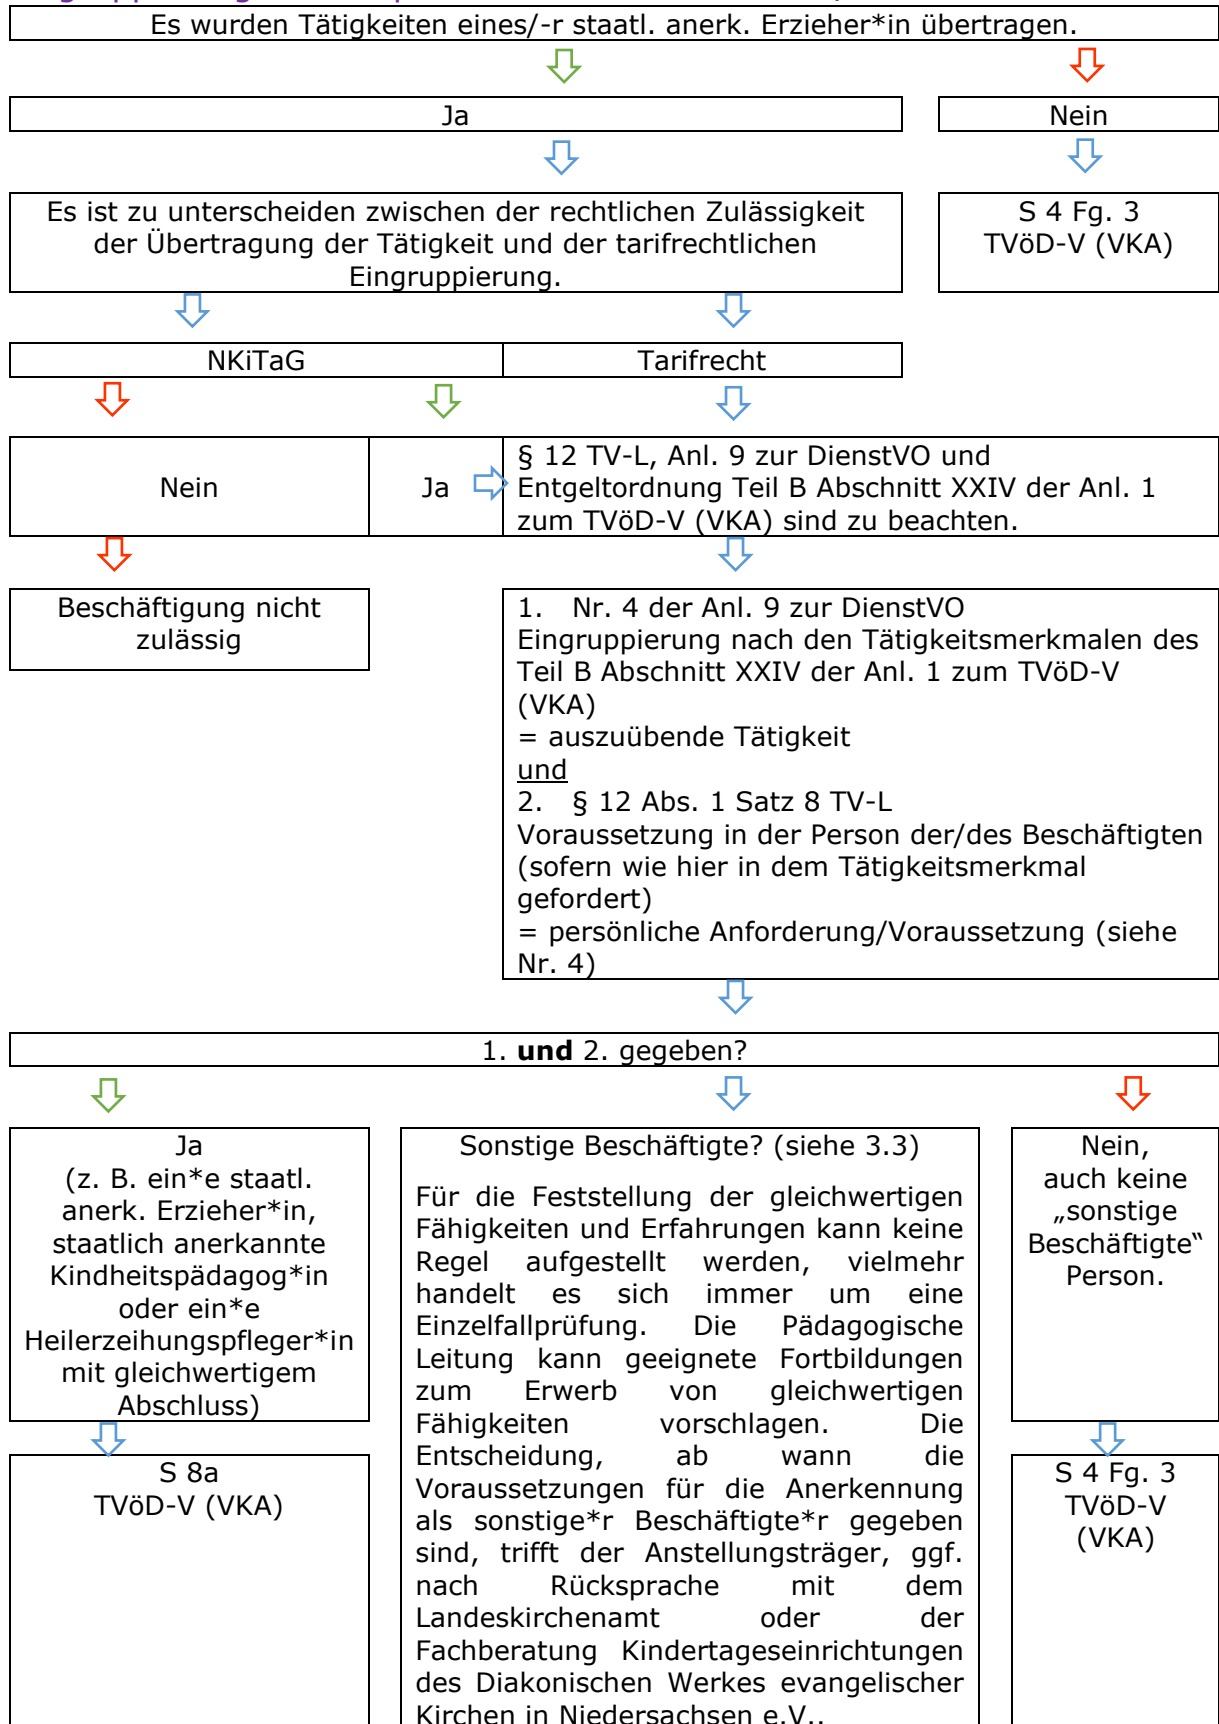 Es wurden Tätigkeiten eines/-r staatl. anerk. Erzieher*in übertragen.
Ja
Nein
Es ist zu unterscheiden zwischen der rechtlichen Zulässigkeit
der Übertragung der Tätigkeit und der tarifrechtlichen
Eingruppierung.
S 4 Fg. 3
TVöD-V (VKA)
NKiTaG
Tarifrecht
Nein
Ja
§ 12 TV-L, Anl. 9 zur DienstVO und
Entgeltordnung Teil B Abschnitt XXIV der Anl. 1
zum TVöD-V (VKA) sind zu beachten.
Beschäftigung nicht
zulässig
1. Nr. 4 der Anl. 9 zur DienstVO
Eingruppierung nach den Tätigkeitsmerkmalen des
Teil B Abschnitt XXIV der Anl. 1 zum TVöD-V
(VKA)
= auszuübende Tätigkeit
und
2. § 12 Abs. 1 Satz 8 TV-L
Voraussetzung in der Person der/des Beschäftigten
(sofern wie hier in dem Tätigkeitsmerkmal
gefordert)
= persönliche Anforderung/Voraussetzung (siehe
Nr. 4)
1. und 2. gegeben?
Ja
(z. B. ein*e staatl.
anerk. Erzieher*in,
staatlich anerkannte
Kindheitspädagog*in
oder ein*e
Heilerzeihungspfleger*in
mit gleichwertigem
Abschluss)
S 8a
TVöD-V (VKA)
Sonstige Beschäftigte? (siehe 3.3)
Für die Feststellung der gleichwertigen
Fähigkeiten und Erfahrungen kann keine
Regel aufgestellt werden, vielmehr
handelt es sich immer um eine
Einzelfallprüfung. Die Pädagogische
Leitung kann geeignete Fortbildungen
zum Erwerb von gleichwertigen
Fähigkeiten vorschlagen. Die
Entscheidung, ab wann die
Voraussetzungen für die Anerkennung
als sonstige*r Beschäftigte*r gegeben
sind, trifft der Anstellungsträger, ggf.
nach Rücksprache mit dem
Landeskirchenamt oder der
Fachberatung Kindertageseinrichtungen
des Diakonischen Werkes evangelischer
Kirchen in Niedersachsen e.V..
Nein,
auch keine
„sonstige
Beschäftigte“
Person.
S 4 Fg. 3
TVöD-V
(VKA)